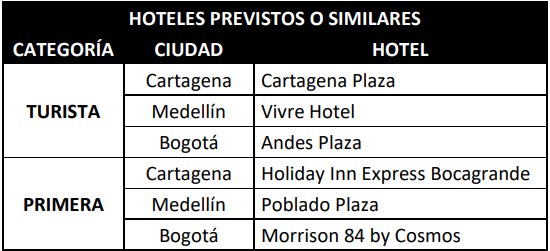 HOTELES PREVISTOS O SIMILARES
CATEGORÍA CIUDAD HOTEL
TURISTA
Cartagena Cartagena Plaza
Medellín Vivre Hotel
Bogotá Andes Plaza
PRIMERA
Cartagena Holiday Inn Express Bocagrande
Medellín Poblado Plaza
Bogotá Morrison 84 by Cosmos